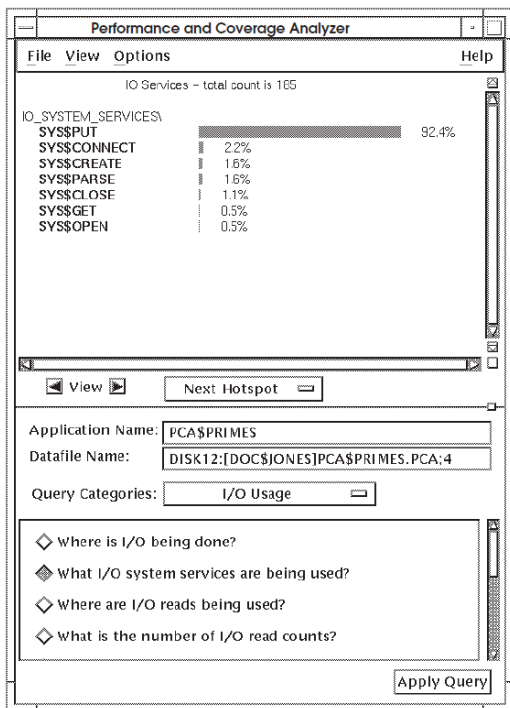 Performance and Coverage Analyzer
File View Options Help
IO Services - total count is 185
IO_SYSTEM_SERVICES\
SYS$PUT 92.4%
SYS$CONNECT 2.2%
SYS$CREATE 1.6%
SYS$PARSE 1.6%
SYS$CLOSE 1.1%
SYS$GET 0.5%
SYS$OPEN 0.5%
View Next Hotspot
Application Name: PCA$PRIMES
Datafile Name: DISK12:[DOC$JONES]PCA$PRIMES.PCA;4
Query Categories: I/O Usage
Where is I/O being done?
What I/O system services are being used?
Where are I/O reads being used?
What is the number of I/O read counts?
Apply Query